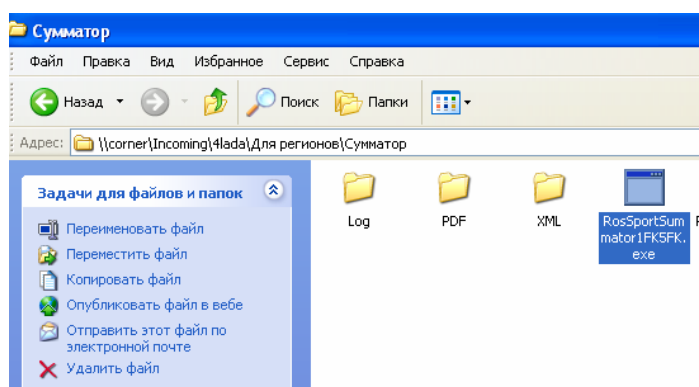 Сумматор
Файл Правка Вид Избранное Сервис Справка
Назад Поиск Папки
Адрес: \\corner\Incoming\4lada\Для регионов\Сумматор
Задачи для файлов и папок
Переименовать файл
Переместить файл
Копировать файл
Опубликовать файл в вебе
Отправить этот файл по
электронной почте
Удалить файл
Log PDF XML
RosSportSum
mator1FK5FK.
exe